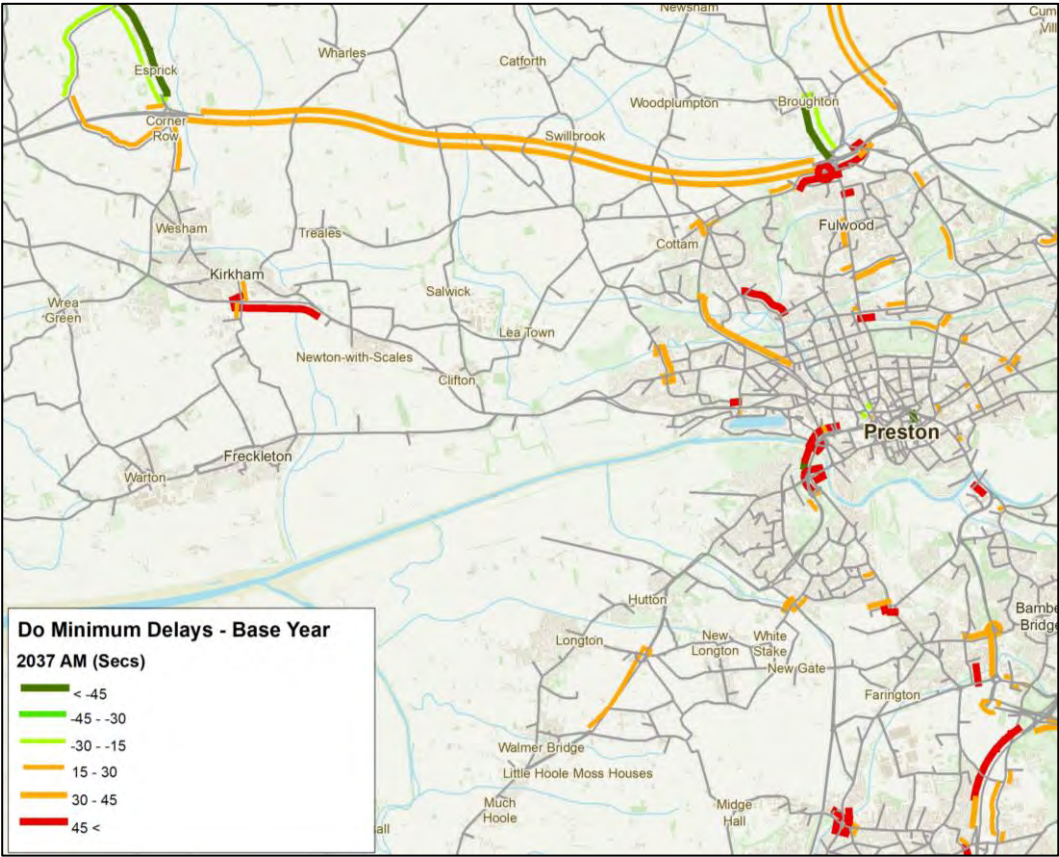 Newsham
Wharles
Catforth
Esprick
Woodplumpton
Broughton
Corner
Row
Swillbrook
Fulwood
Wesham
Treales
Cottam
Kirkham
Salwick
Wrea
Green
Lea Town
Newton-with-Scales
Clifton
Preston
Freckleton
Warton
Hutton
Longton
New
Longton
White
Stake
New Gate
Bridge
Farington
Walmer Bridge
Little Hoole Moss Houses
Much
Hoole
Midge
Hall
Do Minimum Delays - Base Year
2037 AM (Secs)
< -45
-45 - -30
-30 - -15
15 - 30
30 - 45
45 <